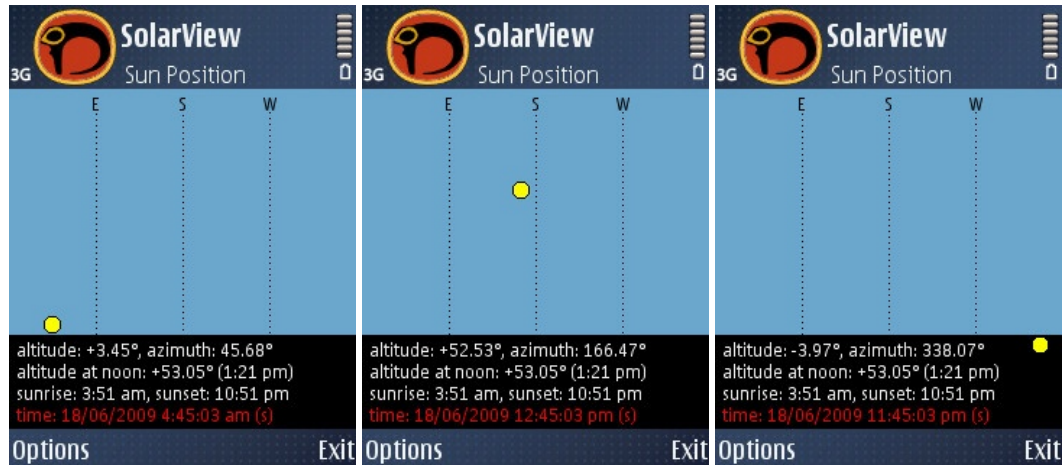 SolarView
3G
Sun Position
E S W
altitude: +3.45°, azimuth: 45.68°
altitude at noon: +53.05° (1:21 pm)
sunrise: 3:51 am, sunset: 10:51 pm
time: 18/06/2009 4:45:03 am (s)
Options Exit
SolarView
3G
Sun Position
E S W
altitude: +52.53°, azimuth: 166.47°
altitude at noon: +53.05° (1:21 pm)
sunrise: 3:51 am, sunset: 10:51 pm
time: 18/06/2009 12:45:03 pm (s)
Options Exit
SolarView
3G
Sun Position
E S W
altitude: -3.97°, azimuth: 338.07°
altitude at noon: +53.05° (1:21 pm)
sunrise: 3:51 am, sunset: 10:51 pm
time: 18/06/2009 11:45:03 pm (s)
Options Exit